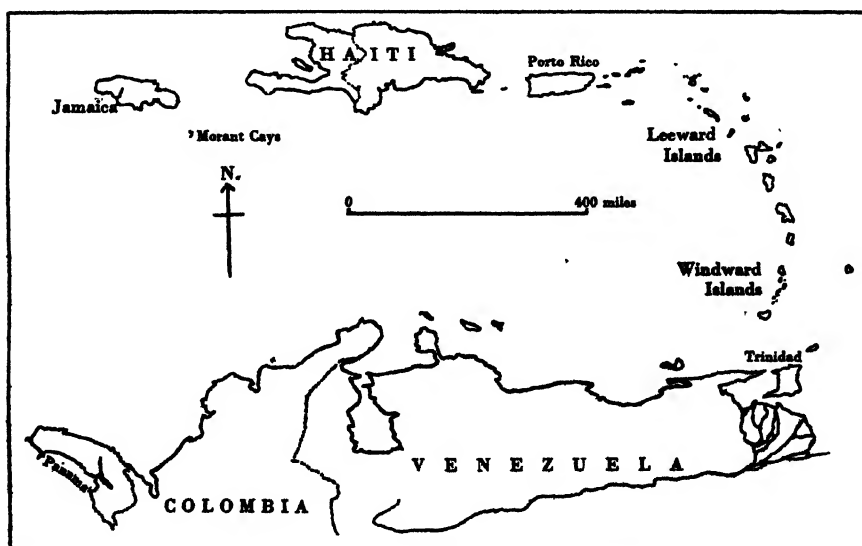 HAITI
Porto Rico
Jamaica
Morant Cays
Leeward
Islands
N.
0 400 miles
Windward
Islands
Trinidad
Panama
VENEZUELA
COLOMBIA